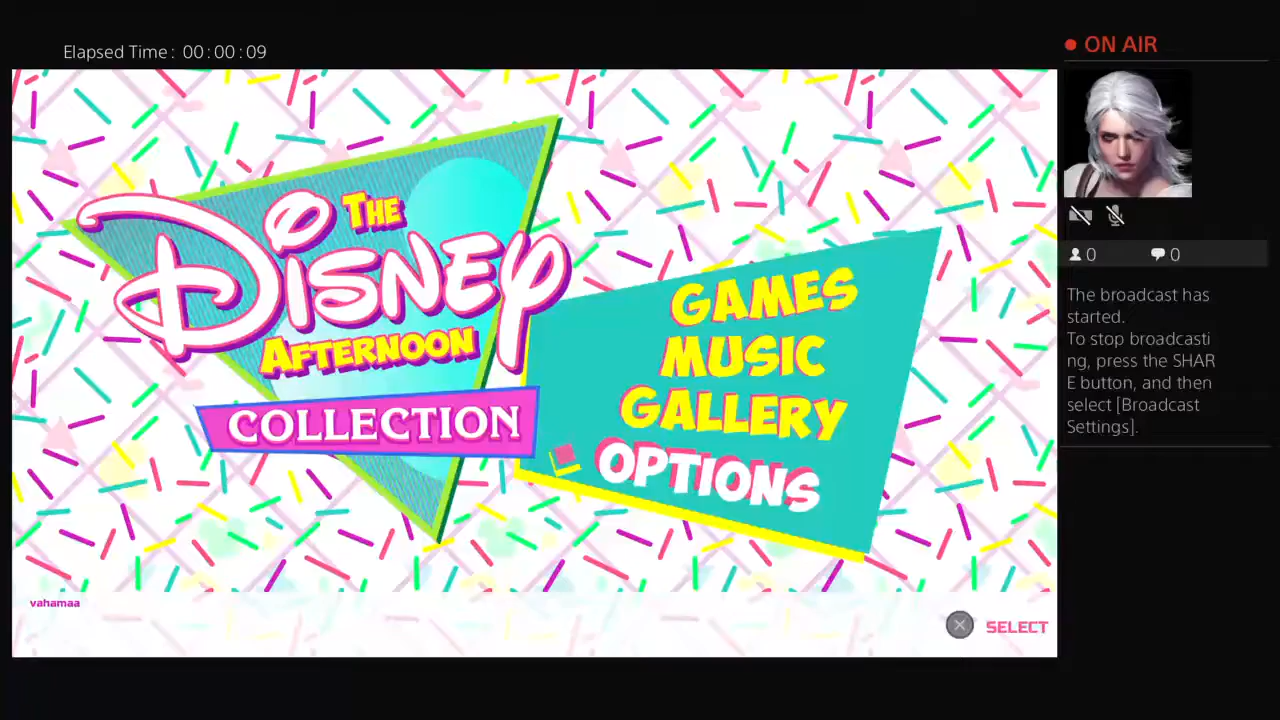 Elapsed Time: 00:00:09
ON AIR
THE
DISNEY
AFTERNOON
COLLECTION
GAMES
MUSIC
GALLERY
OPTIONS
0 0
The broadcast has
started.
To stop broadcasti
ng, press the SHAR
E button, and then
select [Broadcast
Settings].
vahamaa
SELECT